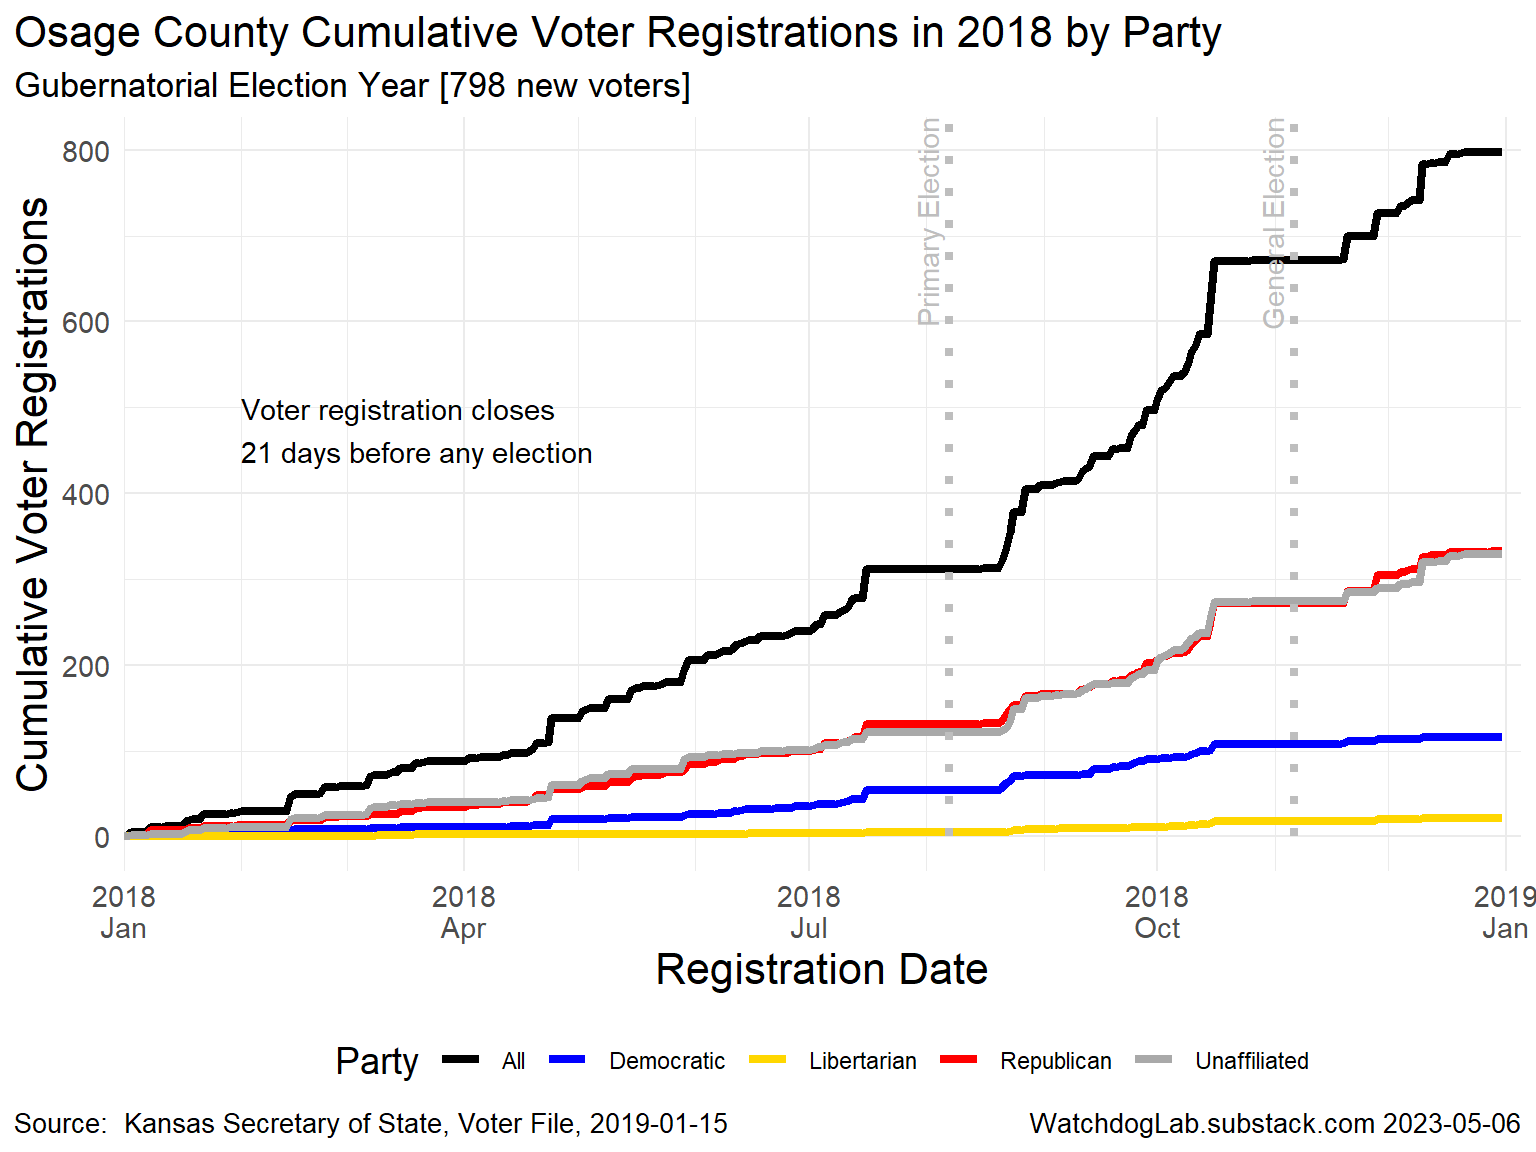 Osage County Cumulative Voter Registrations in 2018 by Party
Gubernatorial Election Year [798 new voters]
Cumulative Voter Registrations
800
600
400
200
0
Primary Election
General Election
Voter registration closes
21 days before any election
2018
Jan
2018
Apr
2018
Jul
2018
Oct
2019
Jan
Registration Date
Party
All
Democratic
Libertarian
Republican
Unaffiliated
Source:  Kansas Secretary of State, Voter File, 2019-01-15
WatchdogLab.substack.com 2023-05-06